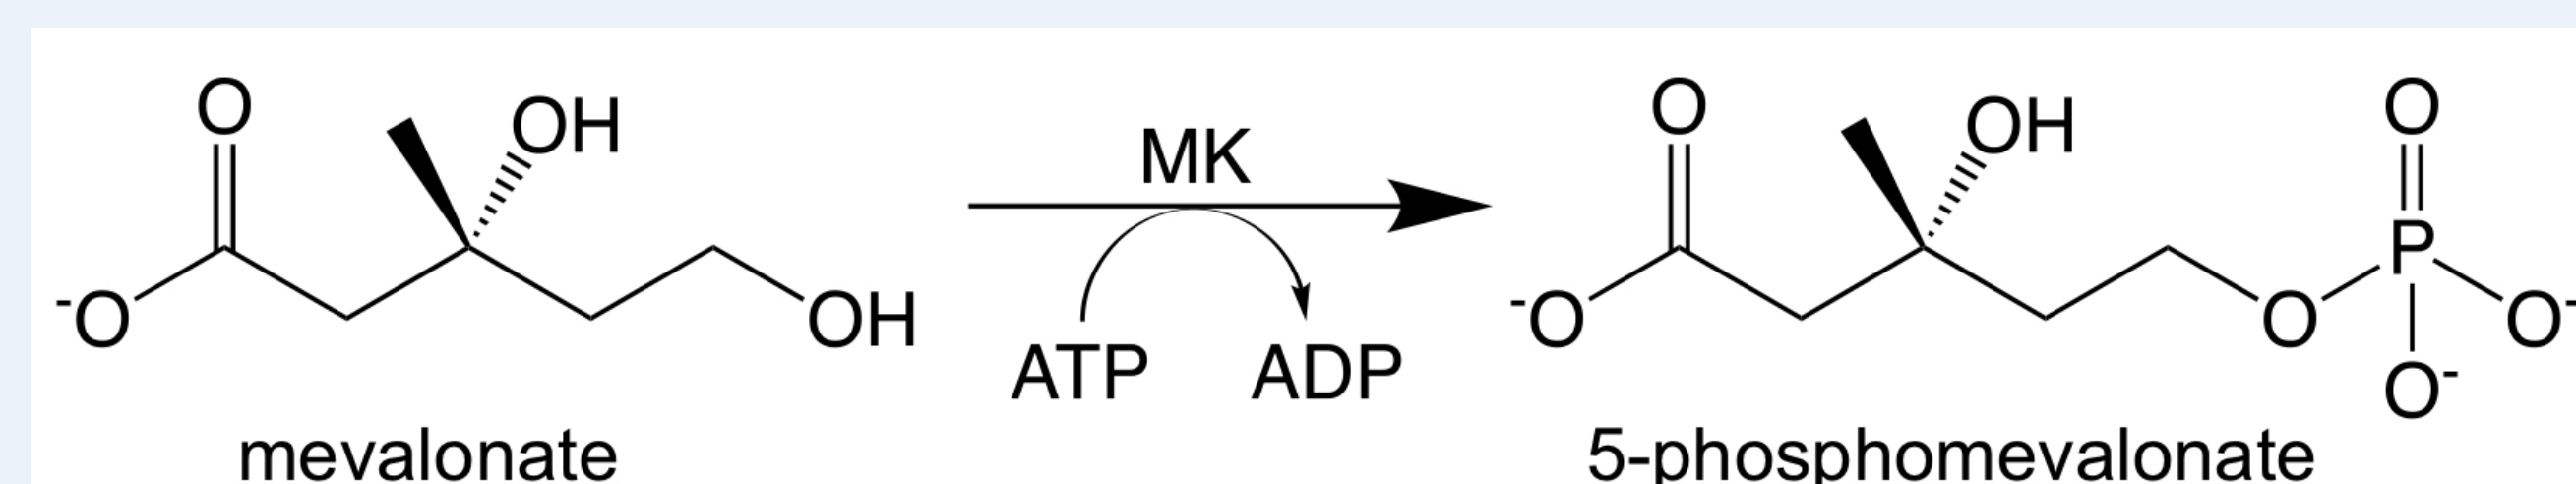 O OH MK O OH O
P
-O OH -O O O-
ATP ADP O-
mevalonate 5-phosphomevalonate